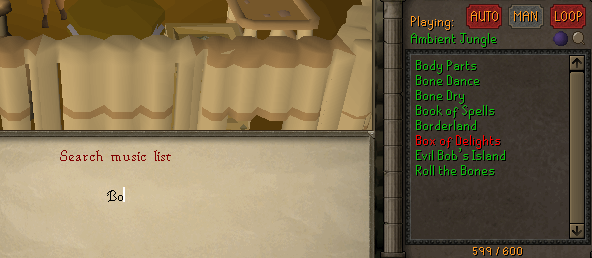 Playing:
AUTO
MAN
LOOP
Ambient Jungle
Body Parts
Bone Dance
Bone Dry
Book of Spells
Borderland
Box of Delights
Evil Bob's Island
Roll the Bones
599 / 600
Search music list
Bo